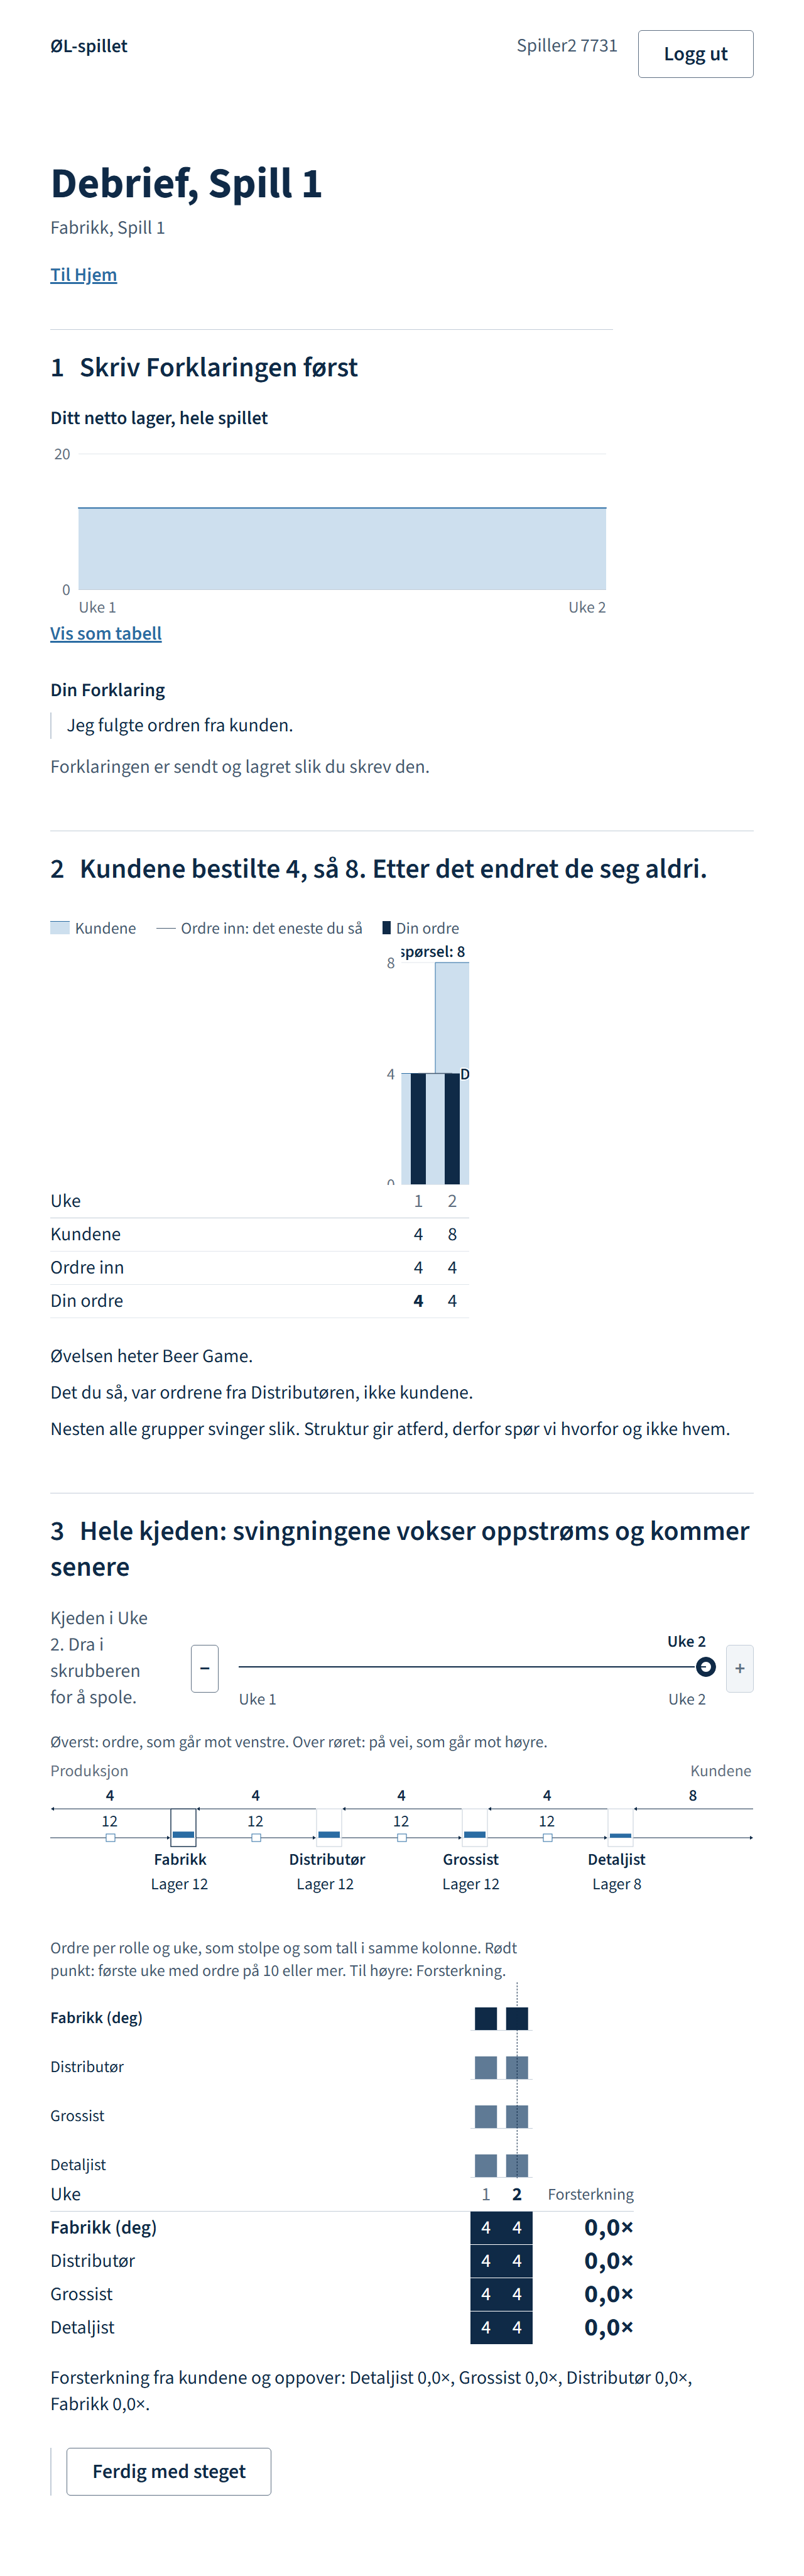 ØL-spillet
Spiller2 7731
Logg ut
Debrief, Spill 1
Fabrikk, Spill 1
Til Hjem
1 Skriv Forklaringen først
Ditt netto lager, hele spillet
20
0
Uke 1 Uke 2
Vis som tabell
Din Forklaring
Jeg fulgte ordren fra kunden.
Forklaringen er sendt og lagret slik du skrev den.
2 Kundene bestilte 4, så 8. Etter det endret de seg aldri.
Kundene Ordre inn: det eneste du så Din ordre
spørsel: 8
8
4 D
0
Uke 1 2
Kundene 4 8
Ordre inn 4 4
Din ordre 4 4
Øvelsen heter Beer Game.
Det du så, var ordrene fra Distributøren, ikke kundene.
Nesten alle grupper svinger slik. Struktur gir atferd, derfor spør vi hvorfor og ikke hvem.
3 Hele kjeden: svingningene vokser oppstrøms og kommer
senere
Kjeden i Uke
2. Dra i
skrubberen
for å spole.
−
Uke 2
+
Uke 1 Uke 2
Øverst: ordre, som går mot venstre. Over røret: på vei, som går mot høyre.
Produksjon Kundene
4 4 4 4 8
12 12 12 12
Fabrikk Distributør Grossist Detaljist
Lager 12 Lager 12 Lager 12 Lager 8
Ordre per rolle og uke, som stolpe og som tall i samme kolonne. Rødt
punkt: første uke med ordre på 10 eller mer. Til høyre: Forsterkning.
Fabrikk (deg)
Distributør
Grossist
Detaljist
Uke 1 2 Forsterkning
Fabrikk (deg) 4 4 0,0×
Distributør 4 4 0,0×
Grossist 4 4 0,0×
Detaljist 4 4 0,0×
Forsterkning fra kundene og oppover: Detaljist 0,0×, Grossist 0,0×, Distributør 0,0×,
Fabrikk 0,0×.
Ferdig med steget